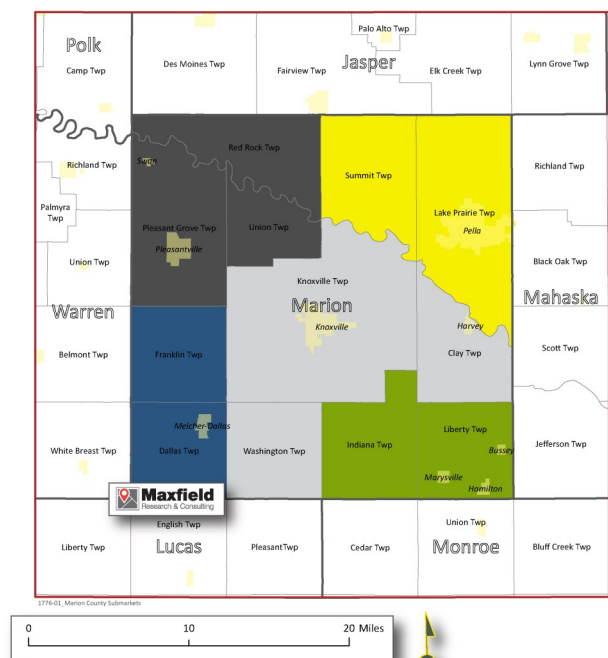 Palo Alto Twp
Polk
Des Moines Twp
Jasper
Lynn Grove Twp
Camp Twp
Fairview Twp
Elk Creek Twp
Red Rock Twp
Swan
Richland Twp
Summit Twp
Richland Twp
Palmyra
Twp
Lake Prairie Twp
Pleasant Grove Twp
Union Twp
Pella
Pleasantville
Union Twp
Black Oak Twp
Knoxville Twp
Warren
Marion
Mahaska
Knoxville
Harvey
Belmont Twp
Franklin Twp
Clay Twp
Scott Twp
Melcher-Dallas
Liberty Twp
White Breast Twp
Dallas Twp
Washington Twp
Indiana Twp
Bussey
Jefferson Twp
Marysville
Hamilton
Maxfield
Research & Consulting
English Twp
Union Twp
Liberty Twp
Lucas
PleasantTwp
Cedar Twp
Monroe
Bluff Creek Twp
1776-01_Marion County Submarkets
0
10
20 Miles